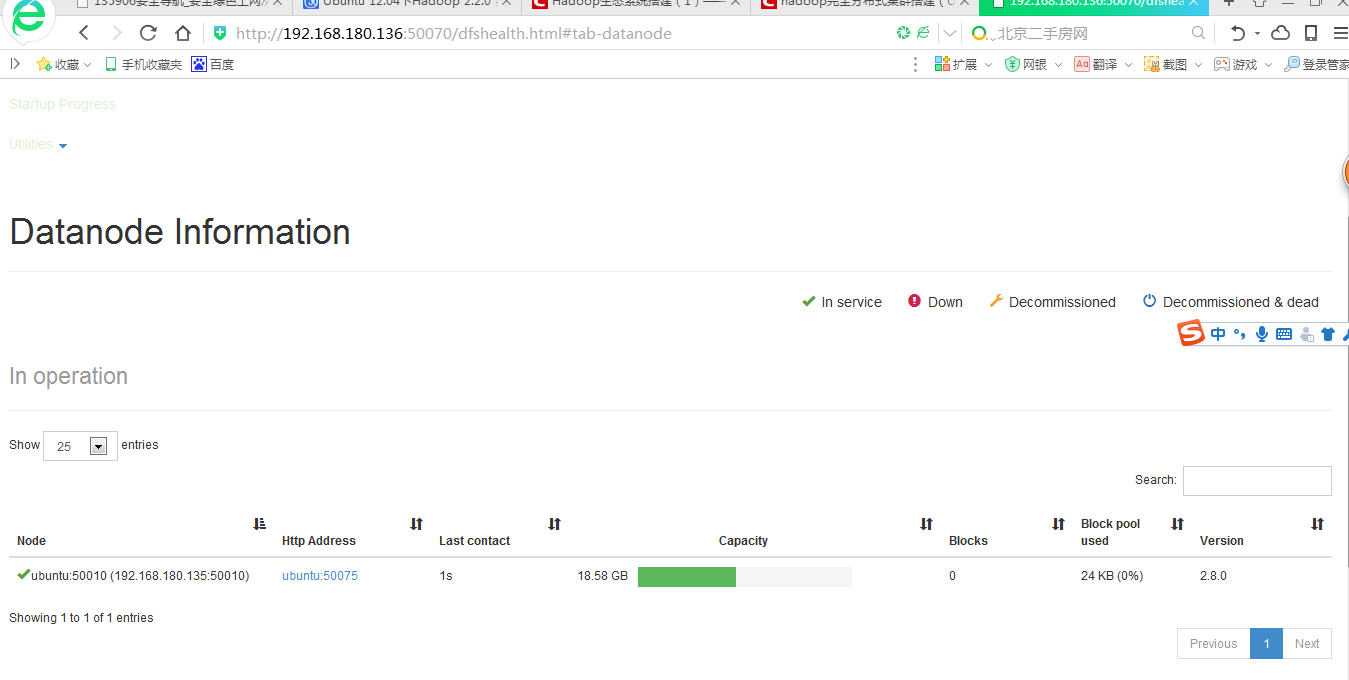 135906安全导航_安全绿色上网从
Ubuntu 12.04下Hadoop 2.2.0
Hadoop生态系统搭建（1）——
hadoop完全分布式集群搭建（C
192.168.180.136:50070/dfshea
http://192.168.180.136:50070/dfshealth.html#tab-datanode
北京二手房网
收藏 手机收藏夹 百度 扩展 网银 翻译 截图 游戏 登录管家
Startup Progress
Utilities
Datanode Information
In service Down Decommissioned Decommissioned & dead
中
In operation
Show 25 entries
Search:
Node Http Address Last contact Capacity Blocks Block pool used Version
ubuntu:50010 (192.168.180.135:50010) ubuntu:50075 1s 18.58 GB 0 24 KB (0%) 2.8.0
Showing 1 to 1 of 1 entries
Previous 1 Next